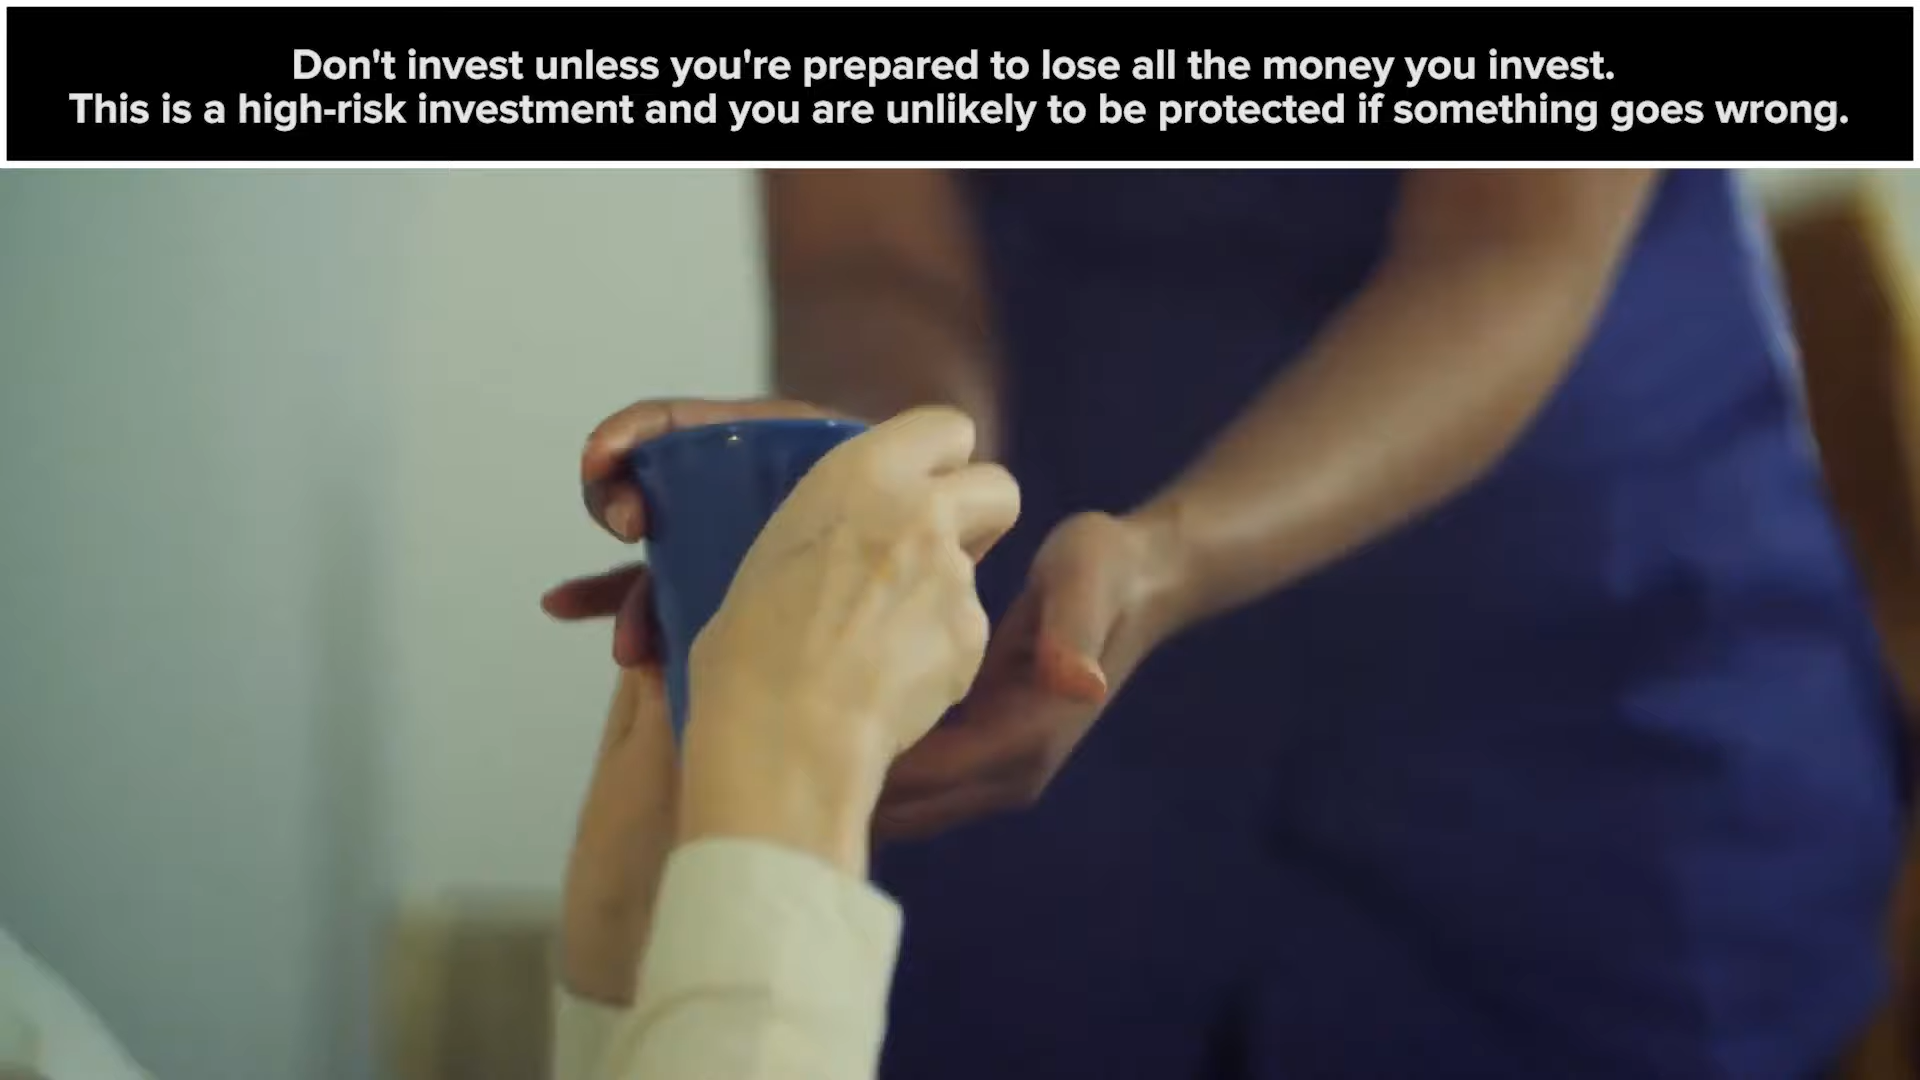 Don't invest unless you're prepared to lose all the money you invest.
This is a high-risk investment and you are unlikely to be protected if something goes wrong.